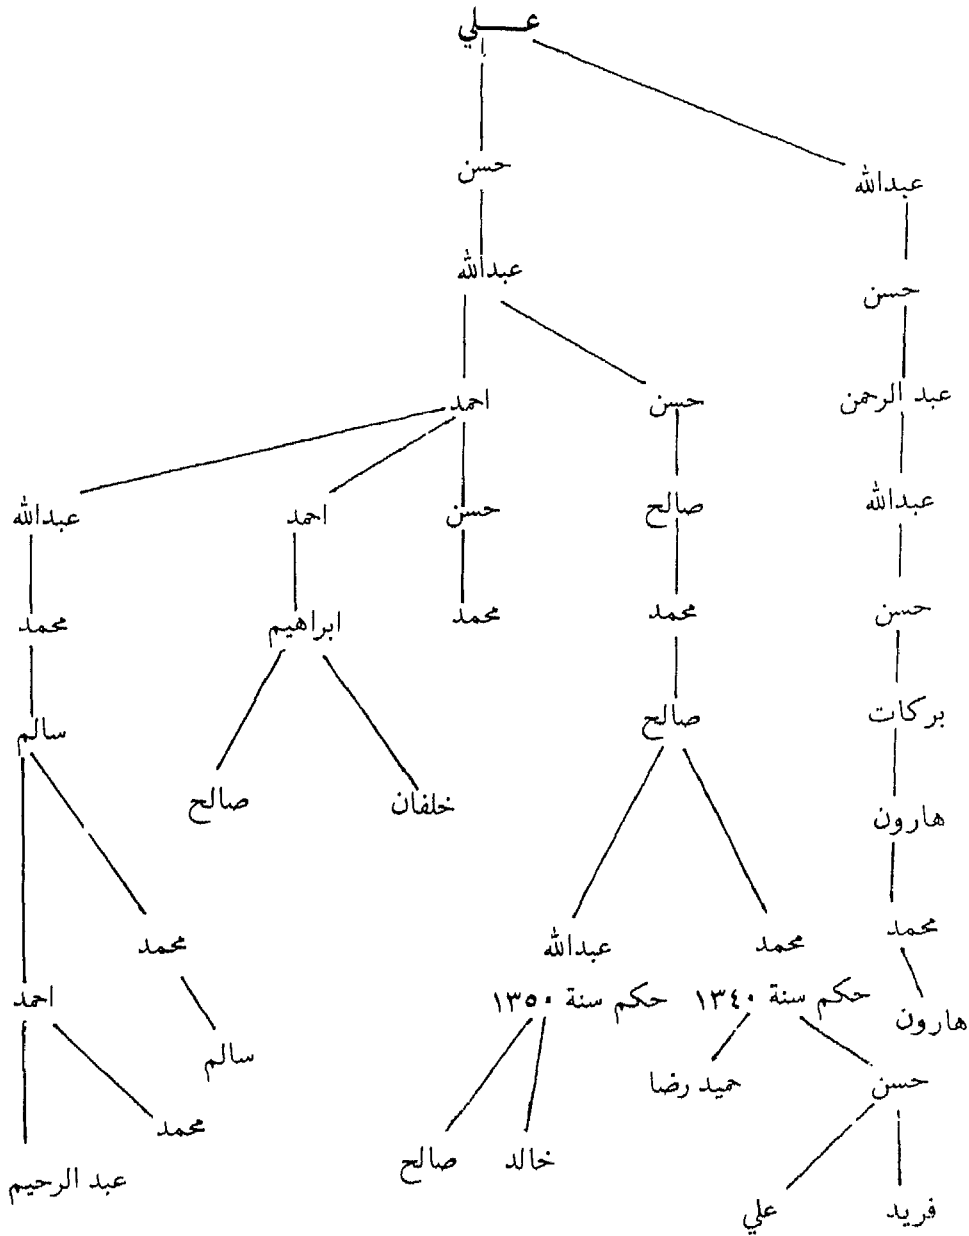 علي
حسن
عبدالله
عبدالله
حسن
عبدالله
احمد
حسن
عبد الرحمن
عبدالله
احمد
حسن
صالح
عبدالله
محمد
ابراهيم
محمد
محمد
حسن
سالم
صالح
بركات
صالح
خلفان
هارون
محمد
عبدالله
محمد
محمد
احمد
حكم سنة ١٣٥٠
حكم سنة ١٣٤٠
هارون
سالم
حميد رضا
حسن
محمد
عبد الرحيم
صالح
خالد
علي
فريد